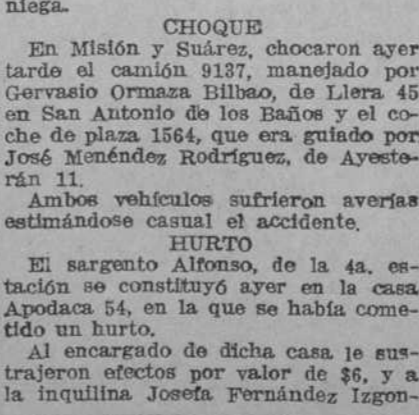 niega.
CHOQUE
En Misión y Suárez, chocaron ayer
tarde el camión 9137, manejado por
Gervasio Ormaza Bilbao, de Llera 45
en San Antonio de los Baños y el co-
che de plaza 1564, que era guiado por
José Menéndez Rodríguez, de Ayeste-
rán 11.
Ambos vehículos sufrieron averías
estimándose casual el accidente.
HURTO
El sargento Alfonso, de la 4a. es-
tación se constituyó ayer en la casa
Apodaca 54, en la que se había come-
tido un hurto.
Al encargado de dicha casa le sus-
trajeron efectos por valor de $6, y a
la inquilina Josefa Fernández Izgon-